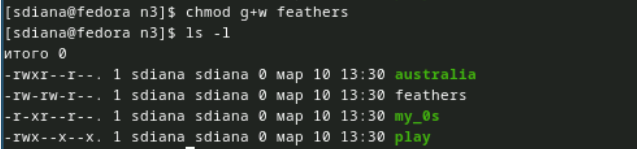 [sdiana@fedora n3]$ chmod g+w feathers
[sdiana@fedora n3]$ ls -l
итого 0
-rwxr--r--. 1 sdiana sdiana 0 мар 10 13:30 australia
-rw-rw-r--. 1 sdiana sdiana 0 мар 10 13:30 feathers
-r-xr--r--. 1 sdiana sdiana 0 мар 10 13:30 my_0s
-rwx--x--x. 1 sdiana sdiana 0 мар 10 13:30 play